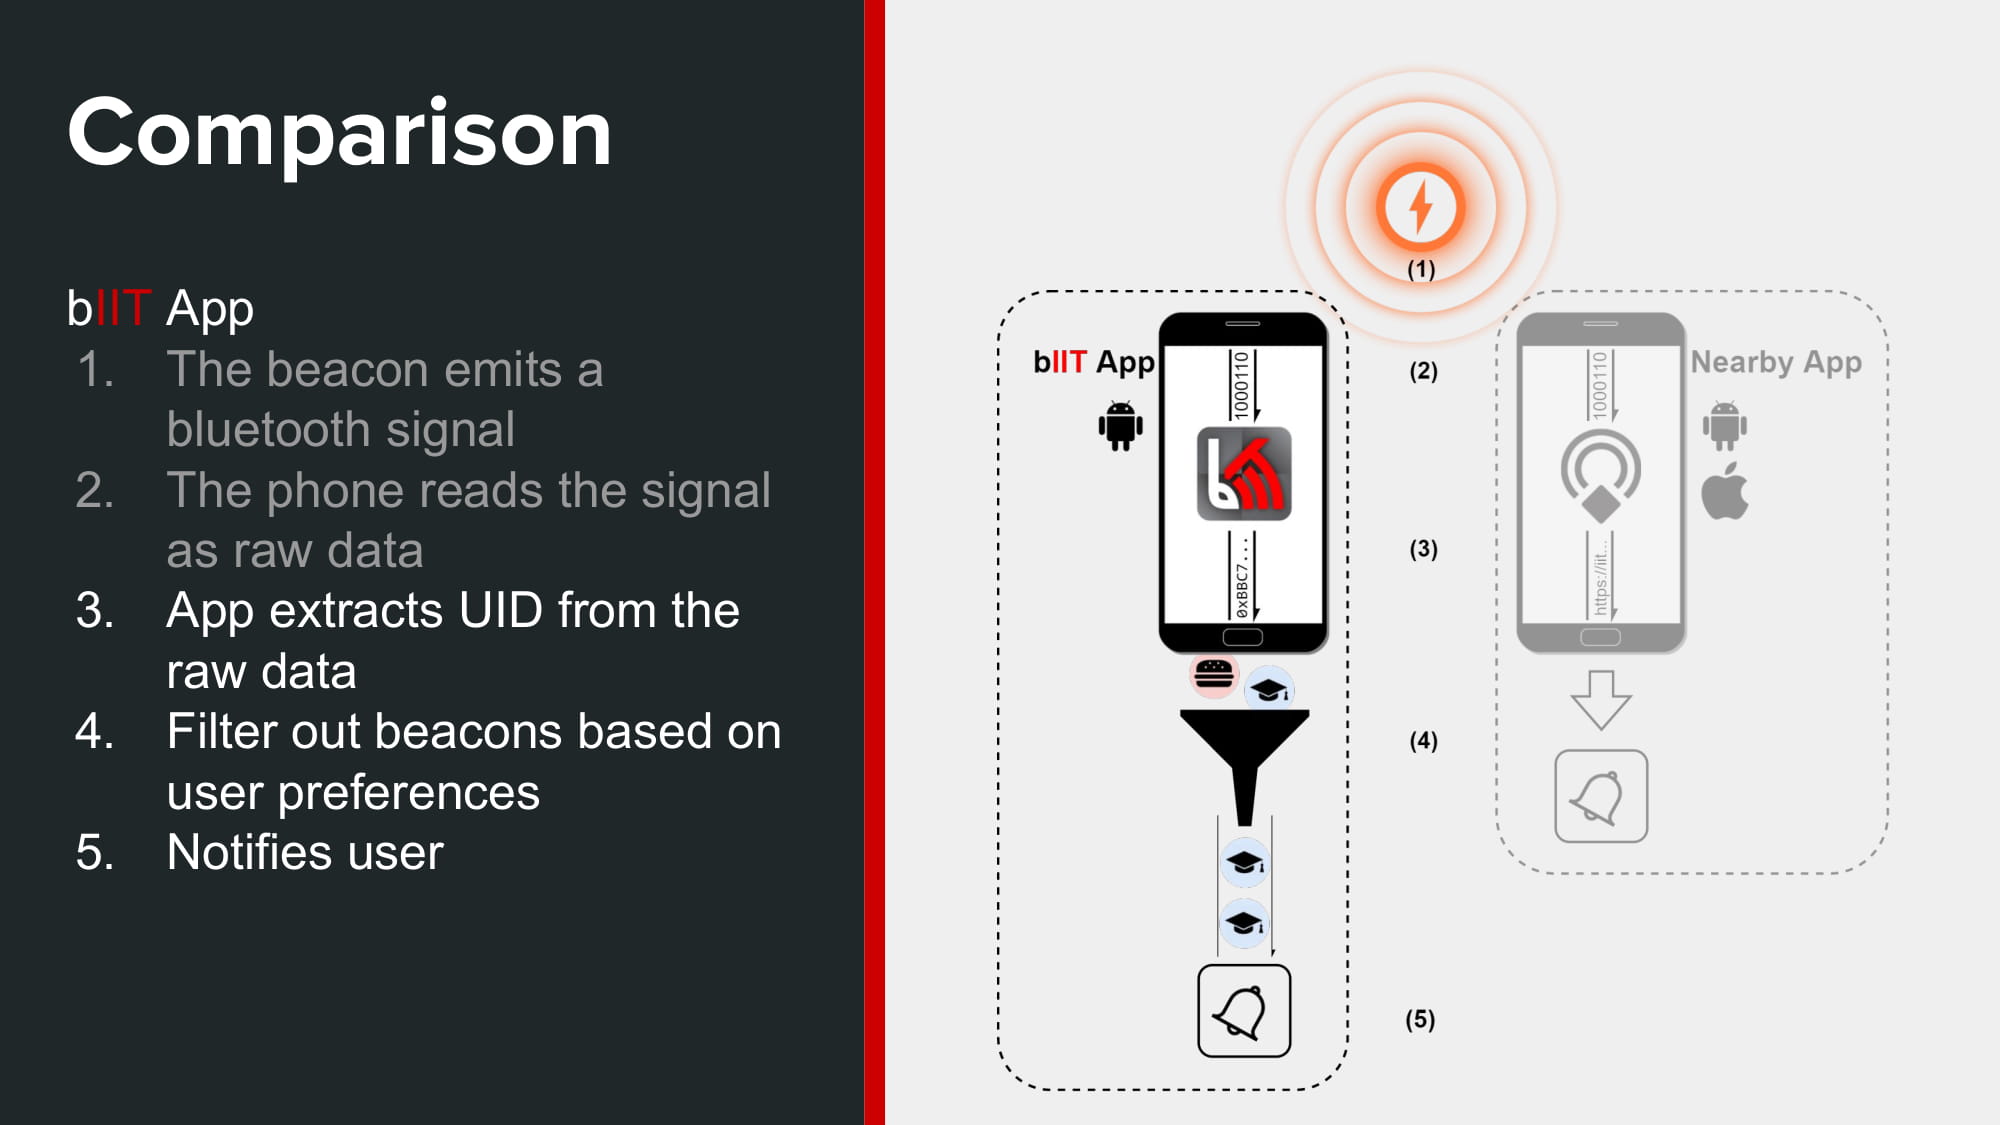 Comparison
bIIT App
1. The beacon emits a
bluetooth signal
2. The phone reads the signal
as raw data
3. App extracts UID from the
raw data
4. Filter out beacons based on
user preferences
5. Notifies user
(1)
bIIT App
1000110
(2)
1000110
Nearby App
0xBBC7...
(3)
https://iit...
(4)
(5)